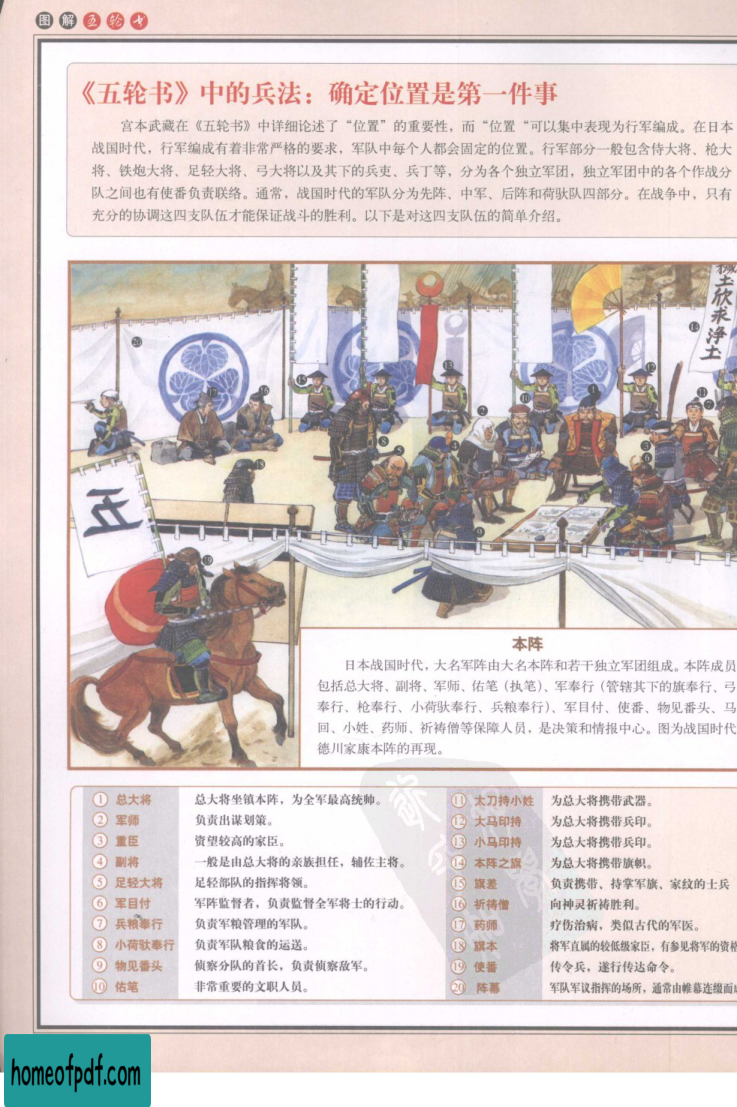 图解五轮书
《五轮书》中的兵法：确定位置是第一件事
宫本武藏在《五轮书》中详细论述了“位置”的重要性，而“位置“可以集中表现为行军编成。在日本
战国时代，行军编成有着非常严格的要求，军队中每个人都会固定的位置。行军部分一般包含侍大将、枪大
将、铁炮大将、足轻大将、弓大将以及其下的兵吏、兵丁等，分为各个独立军团，独立军团中的各个作战分
队之间也有使番负责联络。通常，战国时代的军队分为先阵、中军、后阵和荷驮队四部分。在战争中，只有
充分的协调这四支队伍才能保证战斗的胜利。以下是对这四支队伍的简单介绍。
土欣求浄土
五
本阵
日本战国时代，大名军阵由大名本阵和若干独立军团组成。本阵成员
包括总大将、副将、军师、佑笔（执笔）、军奉行（管辖其下的旗奉行、弓
奉行、枪奉行、小荷驮奉行、兵粮奉行）、军目付、使番、物见番头、马
回、小姓、药师、祈祷僧等保障人员，是决策和情报中心。图为战国时代
德川家康本阵的再现。
① 总大将 总大将坐镇本阵，为全军最高统帅。
② 军师 负责出谋划策。
③ 重臣 资望较高的家臣。
④ 副将 一般是由总大将的亲族担任，辅佐主将。
⑤ 足轻大将 足轻部队的指挥将领。
⑥ 军目付 军阵监督者，负责监督全军将士的行动。
⑦ 兵粮奉行 负责军粮管理的军队。
⑧ 小荷驮奉行 负责军队粮食的运送。
⑨ 物见番头 侦察分队的首长，负责侦察敌军。
⑩ 佑笔 非常重要的文职人员。
⑪ 太刀持小姓 为总大将携带武器。
⑫ 大马印持 为总大将携带兵印。
⑬ 小马印持 为总大将携带兵印。
⑭ 本阵之旗 为总大将携带旗帜。
⑮ 旗差 负责携带、持掌军旗、家纹的士兵
⑯ 祈祷僧 向神灵祈祷胜利。
⑰ 药师 疗伤治病，类似古代的军医。
⑱ 旗本 将军直属的较低级家臣，有参见将军的资格
⑲ 使番 传令兵，遂行传达命令。
⑳ 阵幕 军队军议指挥的场所，通常由帷幕连缀而
homeofpdf.com